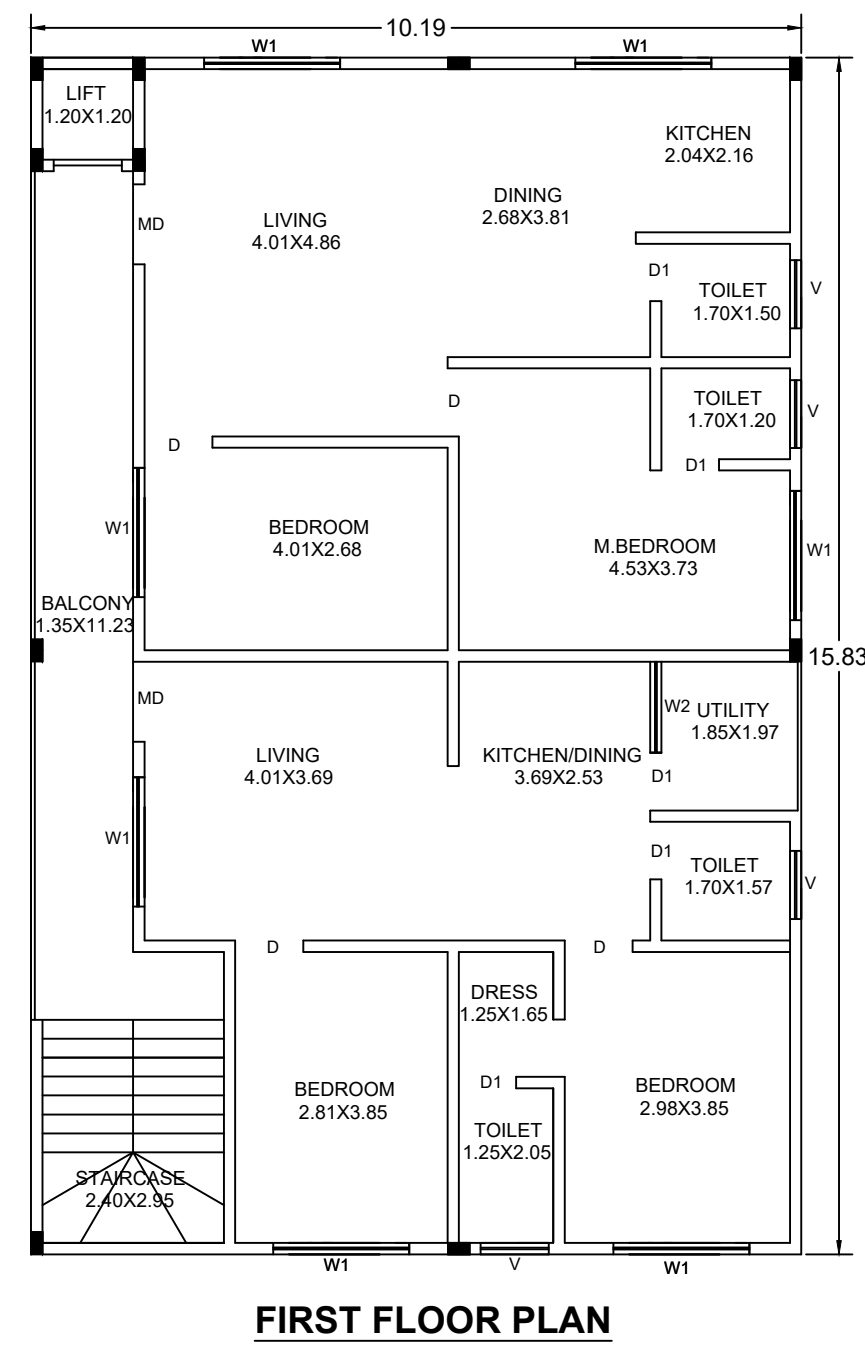 10.19
W1
W1
LIFT
1.20X1.20
KITCHEN
2.04X2.16
DINING
2.68X3.81
MD
LIVING
4.01X4.86
D1
TOILET
1.70X1.50
V
D
TOILET
1.70X1.20
V
D
D1
W1
BEDROOM
4.01X2.68
M.BEDROOM
4.53X3.73
W1
BALCONY
1.35X11.23
15.83
MD
W2
UTILITY
1.85X1.97
LIVING
4.01X3.69
KITCHEN/DINING
3.69X2.53
D1
W1
D1
TOILET
1.70X1.57
V
D
D
DRESS
1.25X1.65
BEDROOM
2.81X3.85
D1
BEDROOM
2.98X3.85
TOILET
1.25X2.05
STAIRCASE
2.40X2.95
W1
V
W1
FIRST FLOOR PLAN